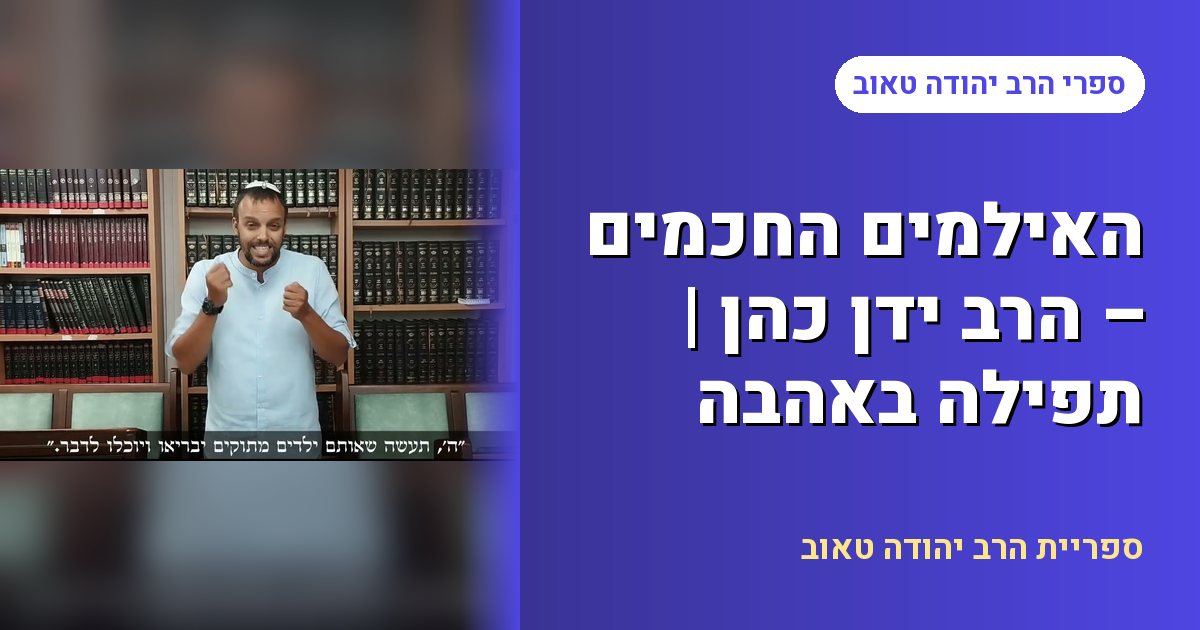 ספרי הרב יהודה טאוב
האילמים החכמים
– הרב ידן כהן |
תפילה באהבה
ספריית הרב יהודה טאוב
"ה', תעשה שאותם ילדים מתוקים יבריאו ויוכלו לדבר."